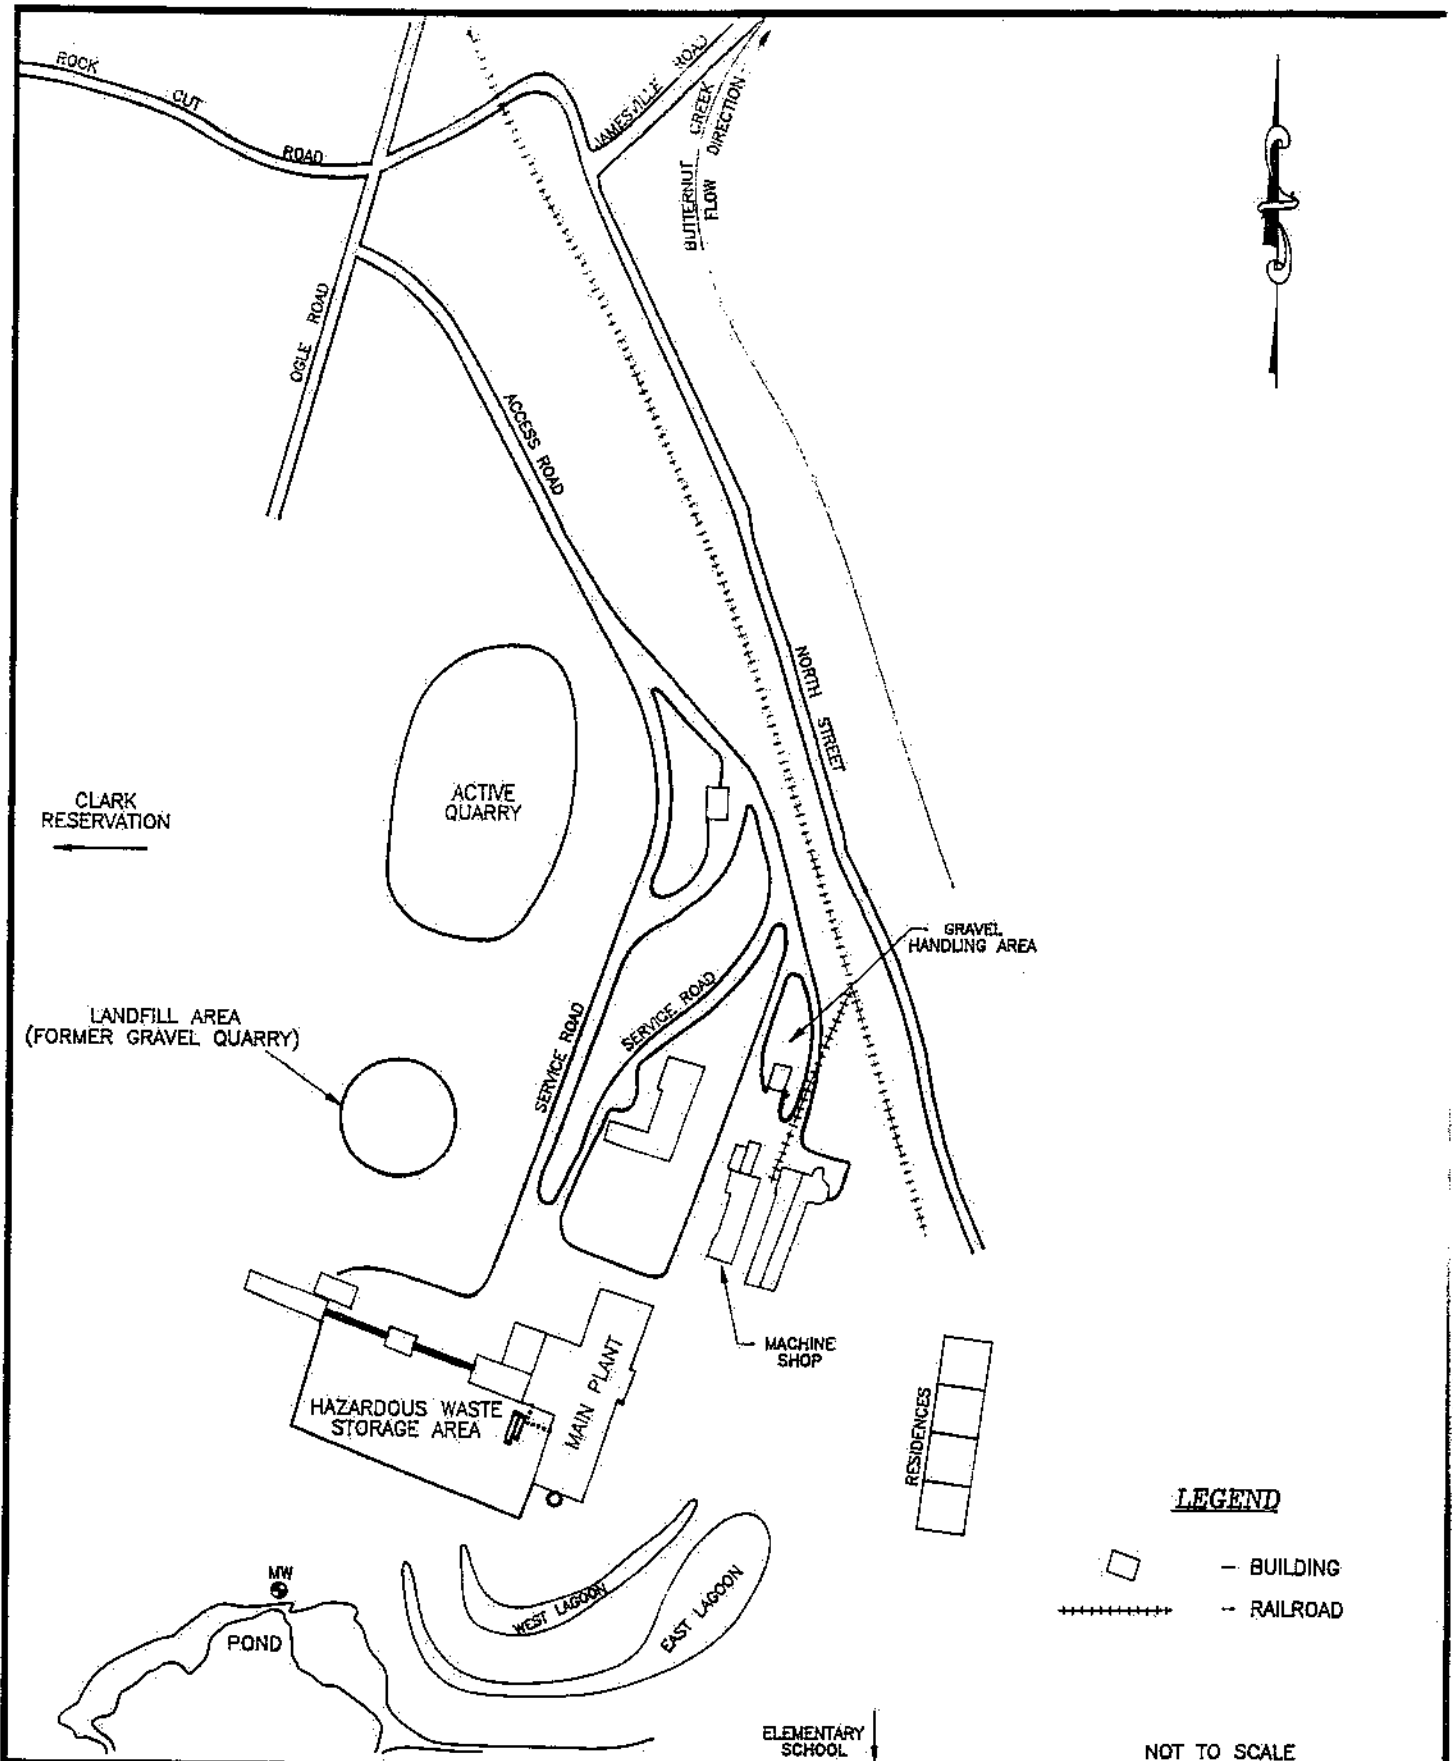 ROCK CUT ROAD
JAMESVILLE ROAD
BUTTERNUT CREEK
FLOW DIRECTION
OGLE ROAD
ACCESS ROAD
NORTH STREET
CLARK
RESERVATION
ACTIVE
QUARRY
GRAVEL
HANDLING AREA
LANDFILL AREA
(FORMER GRAVEL QUARRY)
SERVICE ROAD
SERVICE ROAD
MACHINE
SHOP
MAIN PLANT
HAZARDOUS WASTE
STORAGE AREA
RESIDENCES
LEGEND
- BUILDING
- RAILROAD
MW
POND
WEST LAGOON
EAST LAGOON
ELEMENTARY
SCHOOL
NOT TO SCALE